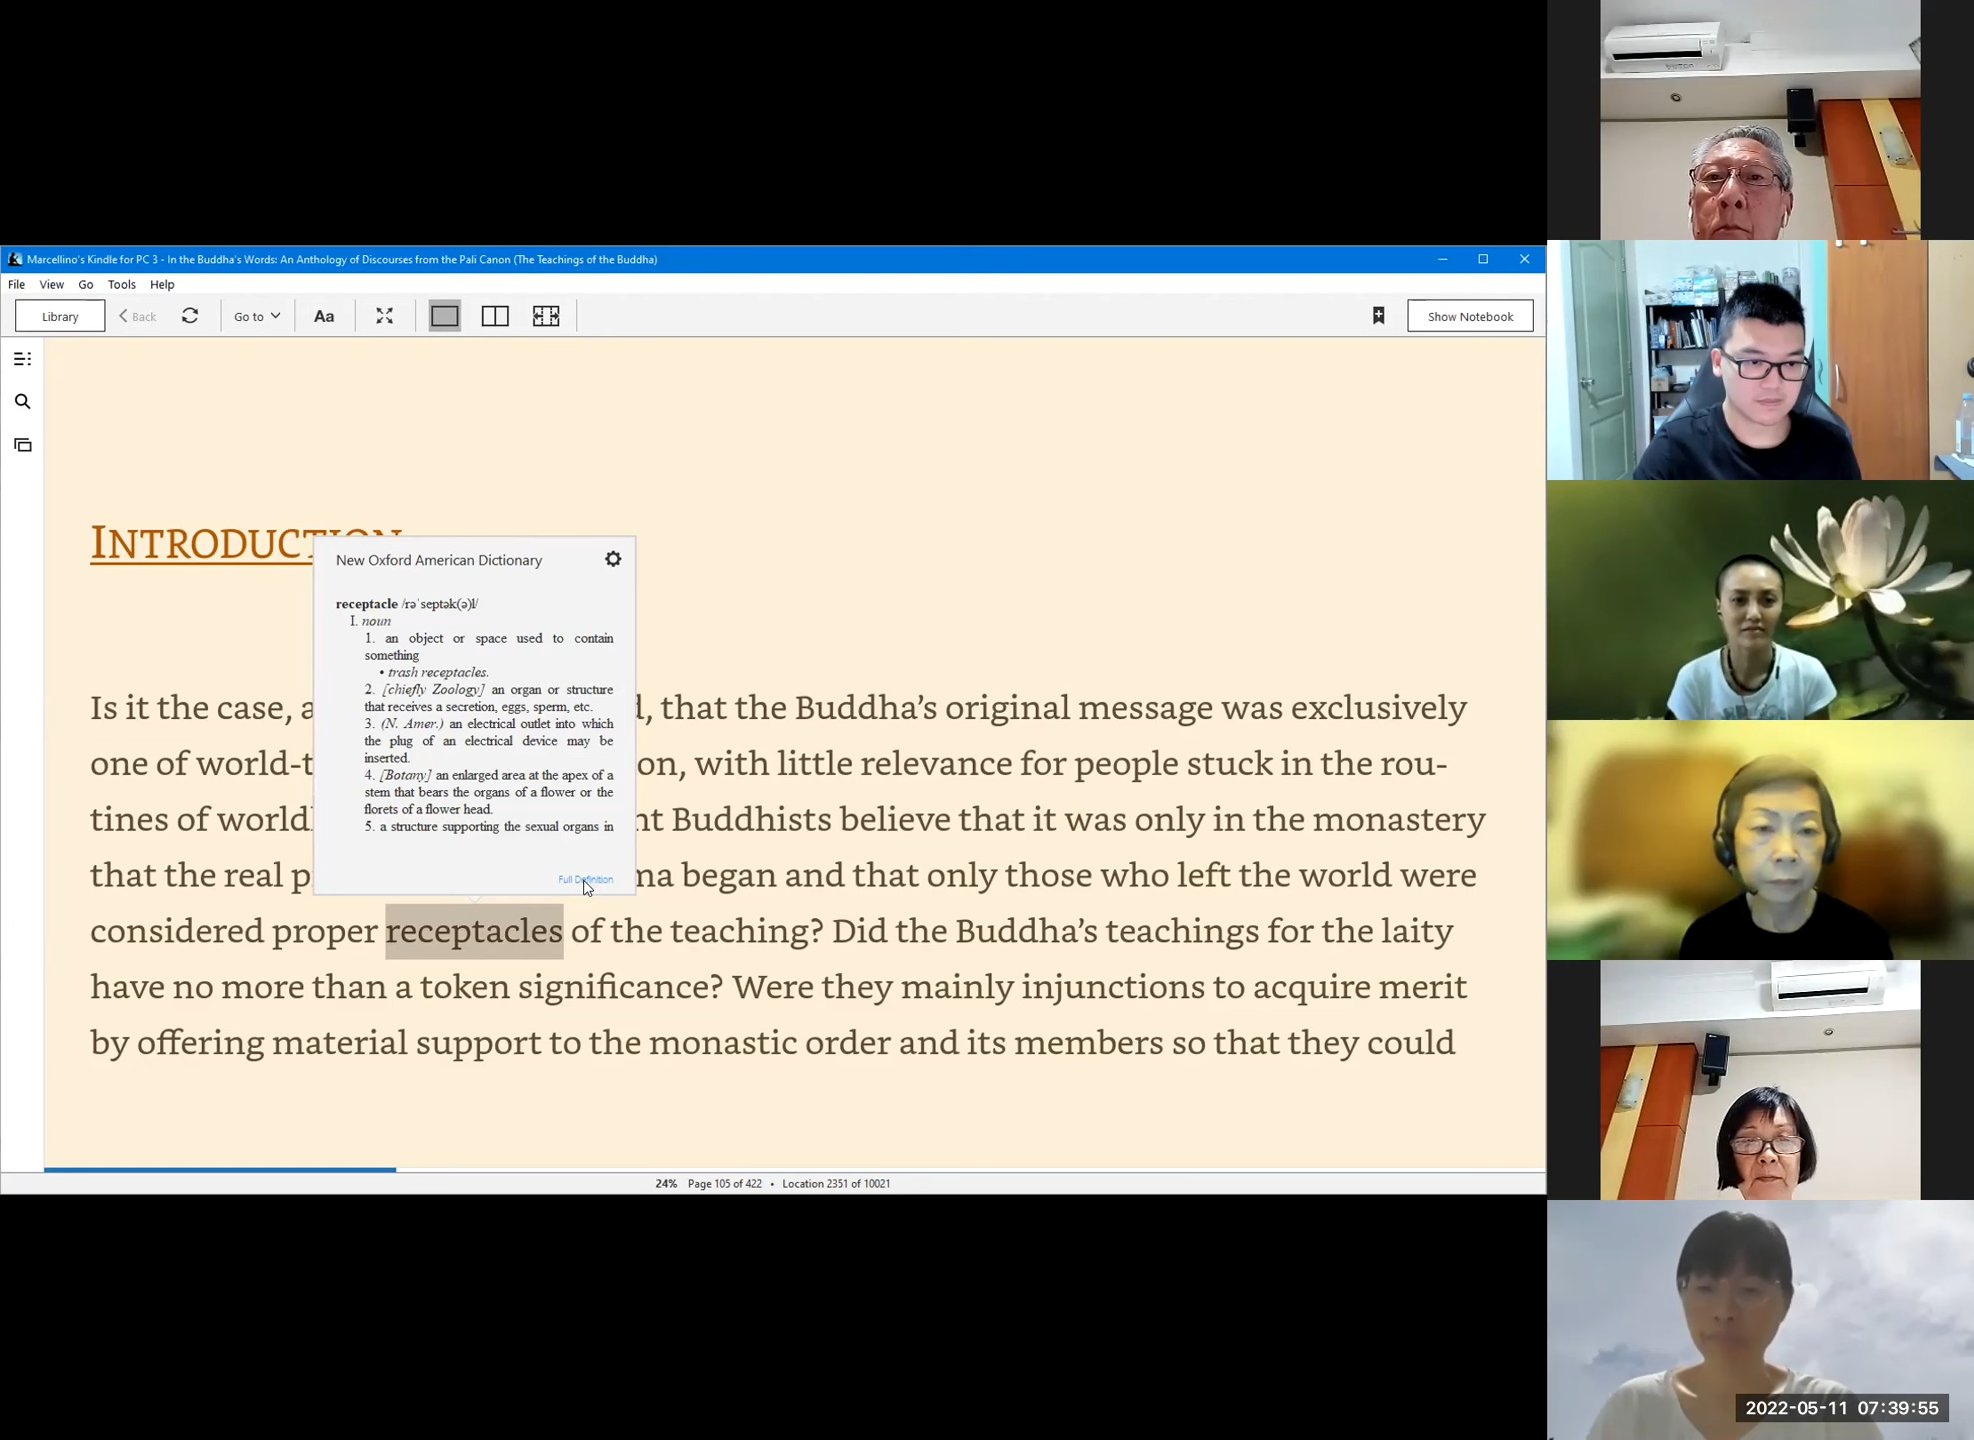 Marcellino's Kindle for PC 3 - In the Buddha's Words: An Anthology of Discourses from the Pali Canon (The Teachings of the Buddha)
File View Go Tools Help
Library Back Go to Aa Show Notebook
INTRODUCTION
New Oxford American Dictionary
receptacle /rəˈseptək(ə)l/
I. noun
1. an object or space used to contain
something
• trash receptacles.
2. [chiefly Zoology] an organ or structure
that receives a secretion, eggs, sperm, etc.
3. (N. Amer.) an electrical outlet into which
the plug of an electrical device may be
inserted.
4. [Botany] an enlarged area at the apex of a
stem that bears the organs of a flower or the
florets of a flower head.
5. a structure supporting the sexual organs in
Full Definition
Is it the case, that the Buddha's original message was exclusively
one of with little relevance for people stuck in the rou-
tines of Buddhists believe that it was only in the monastery
that the real began and that only those who left the world were
considered proper receptacles of the teaching? Did the Buddha's teachings for the laity
have no more than a token significance? Were they mainly injunctions to acquire merit
by offering material support to the monastic order and its members so that they could
24% Page 105 of 422 • Location 2351 of 10021
2022-05-11 07:39:55